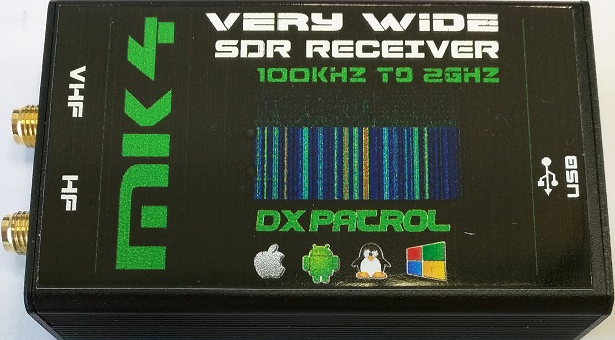 VERY WIDE
SDR RECEIVER
100KHZ TO 2GHZ
MK4
VHF
HF
USB
DX PATROL